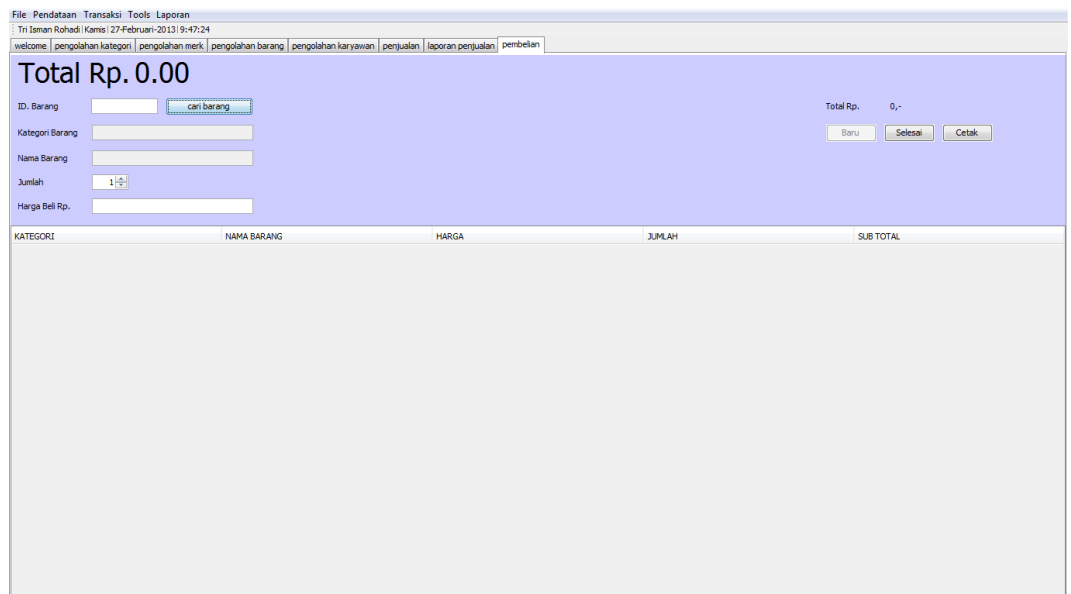 File Pendataan Transaksi Tools Laporan
Tri Isman Rohadi | Kamis | 27-Februari-2013 | 9:47:24
welcome pengolahan kategori pengolahan merk pengolahan barang pengolahan karyawan penjualan laporan penjualan pembelian
Total Rp. 0.00
ID. Barang cari barang Total Rp. 0,-
Kategori Barang Baru Selesai Cetak
Nama Barang
Jumlah 1
Harga Beli Rp.
KATEGORI NAMA BARANG HARGA JUMLAH SUB TOTAL